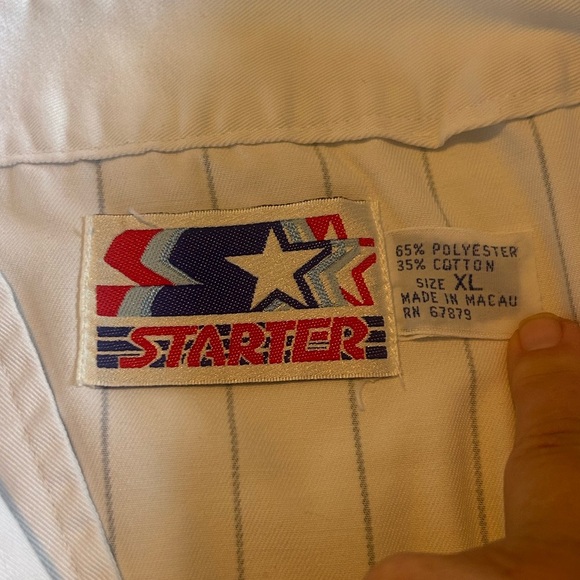 STARTER
65% POLYESTER
35% COTTON
SIZE XL
MADE IN MACAU
RN 67879